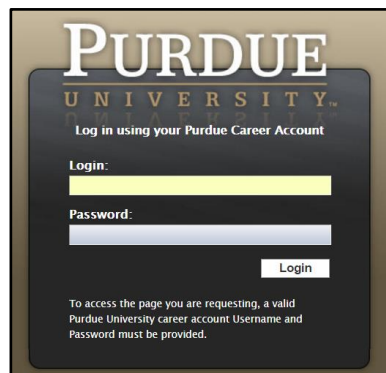 PURDUE
UNIVERSITY™
Log in using your Purdue Career Account
Login:
Password:
Login
To access the page you are requesting, a valid
Purdue University career account Username and
Password must be provided.